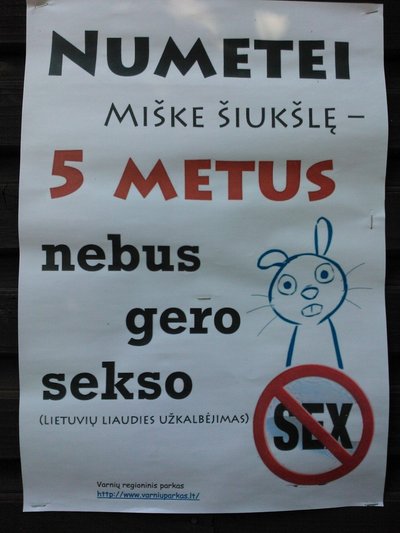 NUMETEI
MIŠKE ŠIUKŠLĘ –
5 METUS
nebus
gero
sekso
(LIETUVIŲ LIAUDIES UŽKALBĖJIMAS)
SEX
Varnių regioninis parkas
http://www.varniuparkas.lt/